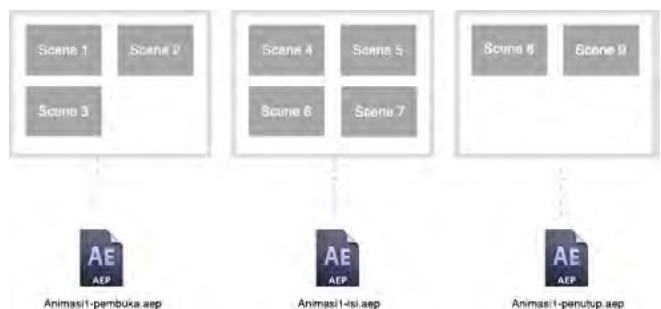 Scene 1
Scene 2
Scene 3
Scene 4
Scene 5
Scene 6
Scene 7
Scene 8
Scene 9
AE
AEP
Animasi1-pembuka.aep
AE
AEP
Animasi1-isi.aep
AE
AEP
Animasi1-penutup.aep